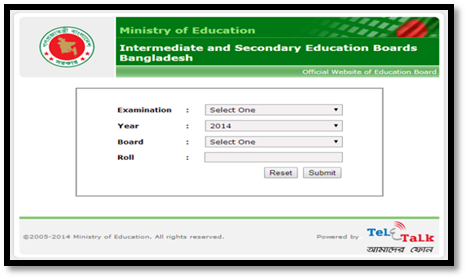 Ministry of Education
Intermediate and Secondary Education Boards
Bangladesh
Official Website of Education Board
Examination : Select One
Year : 2014
Board : Select One
Roll :
Reset Submit
©2005-2014 Ministry of Education, All rights reserved.
Powered by TeleTalk
আমাদের ফোন